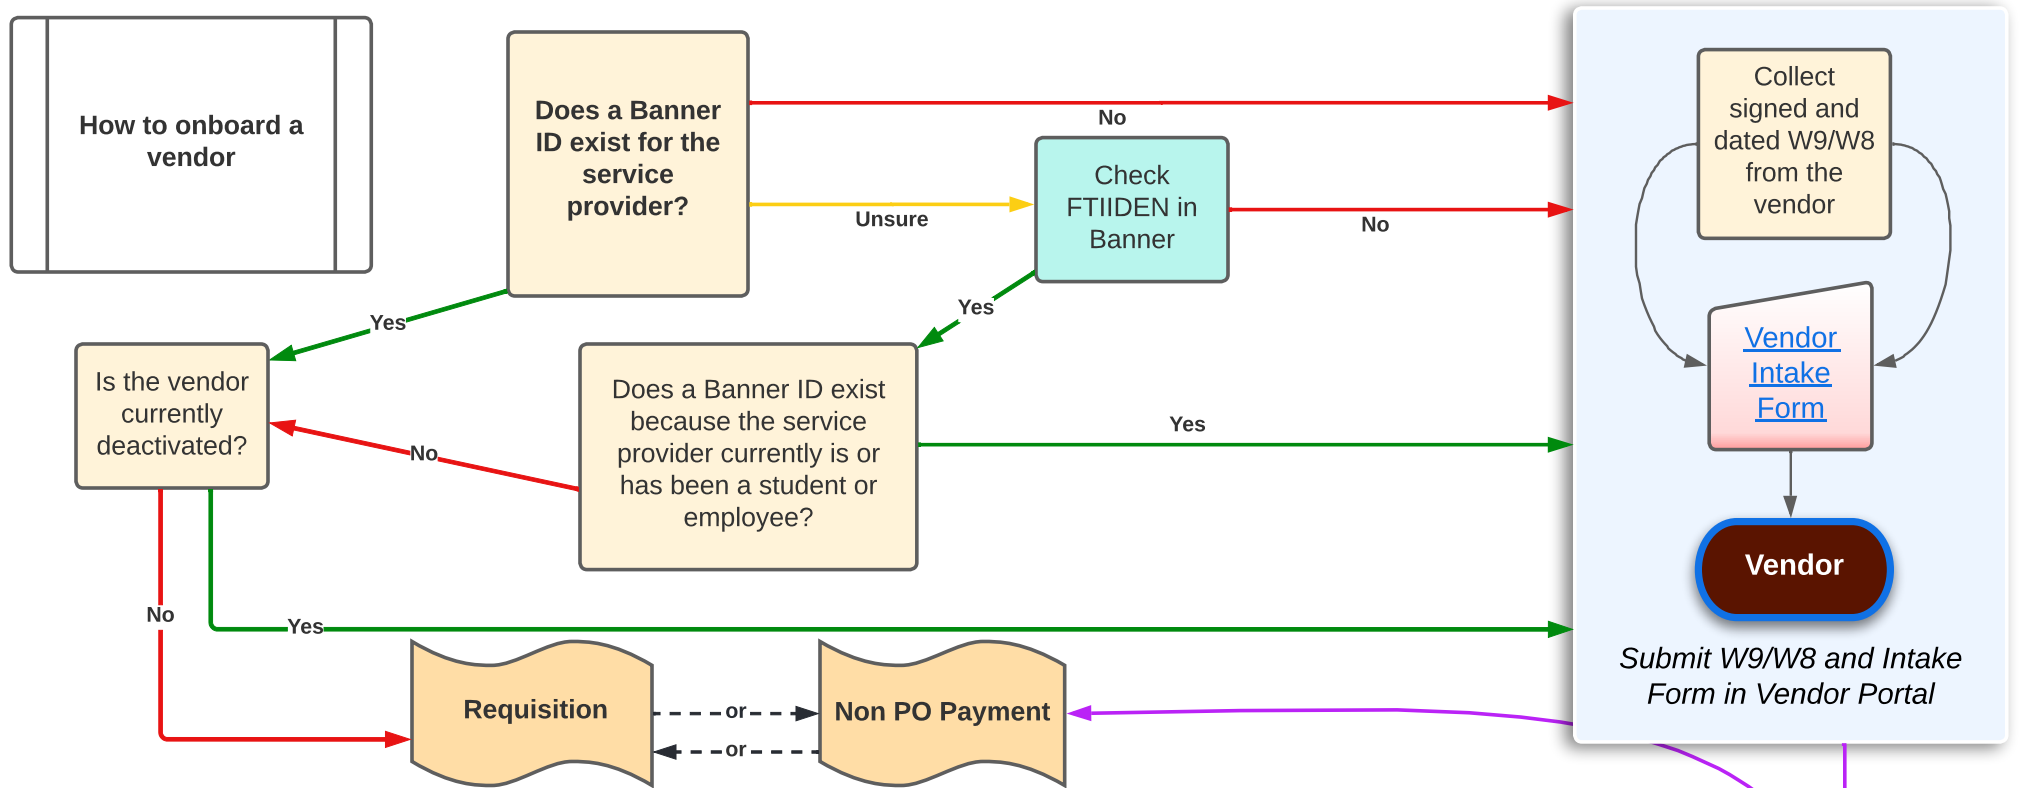 How to onboard a
vendor
Does a Banner
ID exist for the
service
provider?
No
Unsure
Check
FTIIDEN in
Banner
No
Yes
Yes
Is the vendor
currently
deactivated?
Does a Banner ID exist
because the service
provider currently is or
has been a student or
employee?
No
Yes
No
Yes
Requisition
or
or
Non PO Payment
Collect
signed and
dated W9/W8
from the
vendor
Vendor
Intake
Form
Vendor
Submit W9/W8 and Intake
Form in Vendor Portal